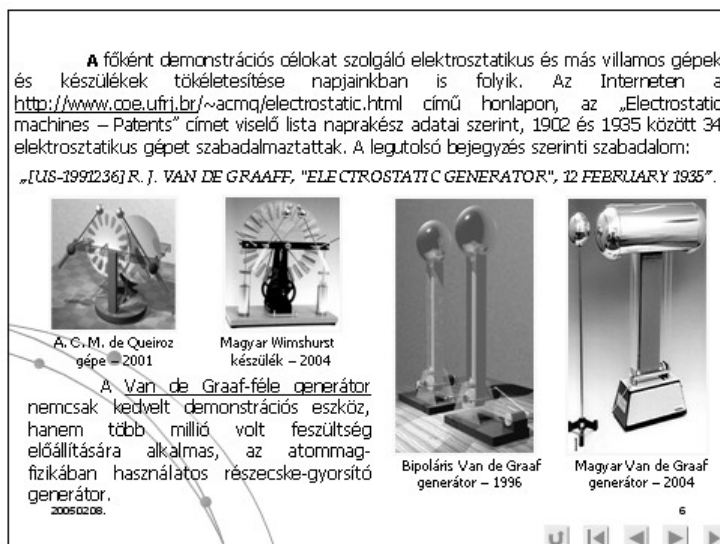 A főként demonstrációs célokat szolgáló elektrosztatikus és más villamos gépek
és készülékek tökéletesítése napjainkban is folyik. Az Interneten a
http://www.coe.ufrj.br/~acmq/electrostatic.html című honlapon, az „Electrostatic
machines – Patents” címet viselő lista naprakész adatai szerint, 1902 és 1935 között 34
elektrosztatikus gépet szabadalmaztattak. A legutolsó bejegyzés szerinti szabadalom:
„[US-1991236] R. J. VAN DE GRAAFF, "ELECTROSTATIC GENERATOR", 12 FEBRUARY 1935”.
A. C. M. de Queiroz
gépe – 2001
Magyar Wimshurst
készülék – 2004
A Van de Graaf-féle generátor
nemcsak kedvelt demonstrációs eszköz,
hanem több millió volt feszültség
előállítására alkalmas, az atommag-
fizikában használatos részecske-gyorsító
generátor.
Bipoláris Van de Graaf
generátor – 1996
Magyar Van de Graaf
generátor – 2004
20050208.
6